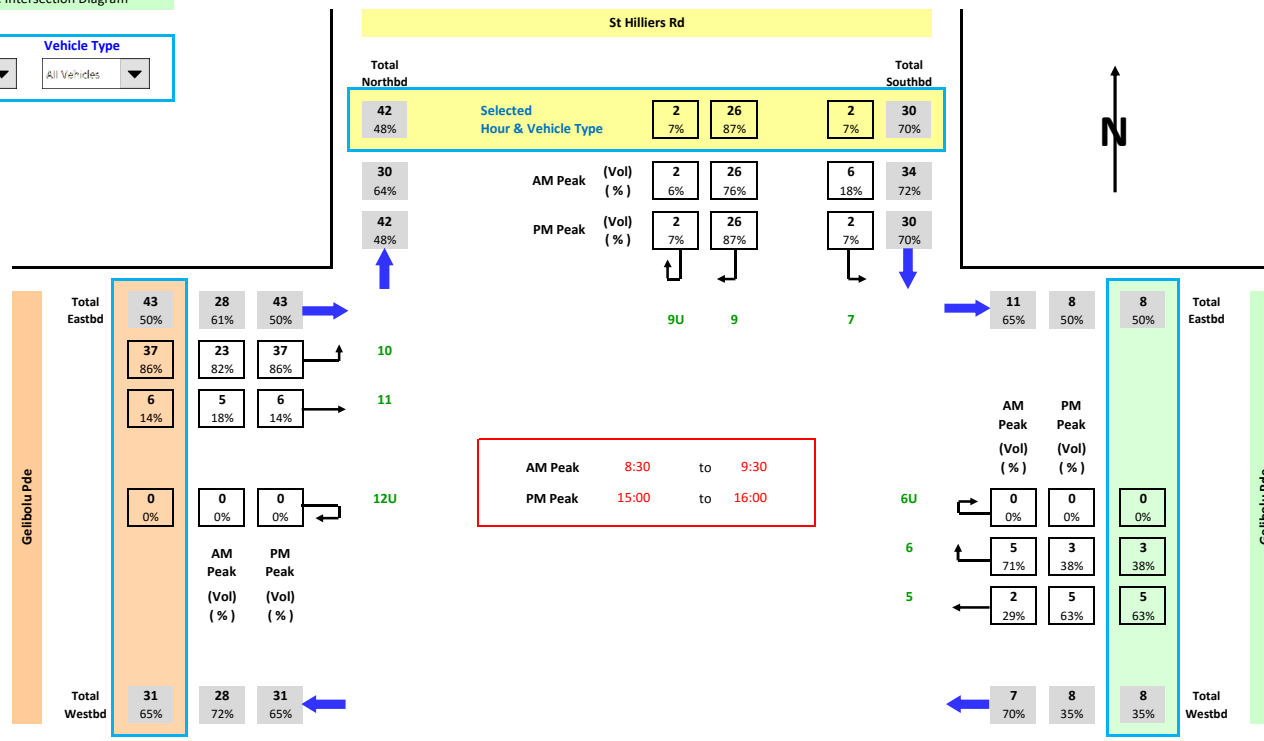 Intersection Diagram
St Hilliers Rd
Vehicle Type
All Vehicles
Total
Northbd
Total
Southbd
42 2 26 2 30
48% 7% 87% 7% 70%
Selected
Hour & Vehicle Type
N
30 AM Peak (Vol) 2 26 6 34
64% ( % ) 6% 76% 18% 72%
42 PM Peak (Vol) 2 26 2 30
48% ( % ) 7% 87% 7% 70%
Total 43 28 43
Eastbd 50% 61% 50%
9U 9 7
11 8 8 Total
65% 50% 50% Eastbd
37 23 37 10
86% 82% 86%
6 5 6 11
14% 18% 14%
AM PM
Peak Peak
(Vol) (Vol)
( % ) ( % )
AM Peak 8:30 to 9:30
PM Peak 15:00 to 16:00
Gelibolu Pde
0 0 0 12U
0% 0% 0%
6U 0 0 0
0% 0% 0%
Gelibolu Pde
6 5 3 3
71% 38% 38%
5 2 5 5
29% 63% 63%
AM PM
Peak Peak
(Vol) (Vol)
( % ) ( % )
Total 31 28 31
Westbd 65% 72% 65%
7 8 8 Total
70% 35% 35% Westbd